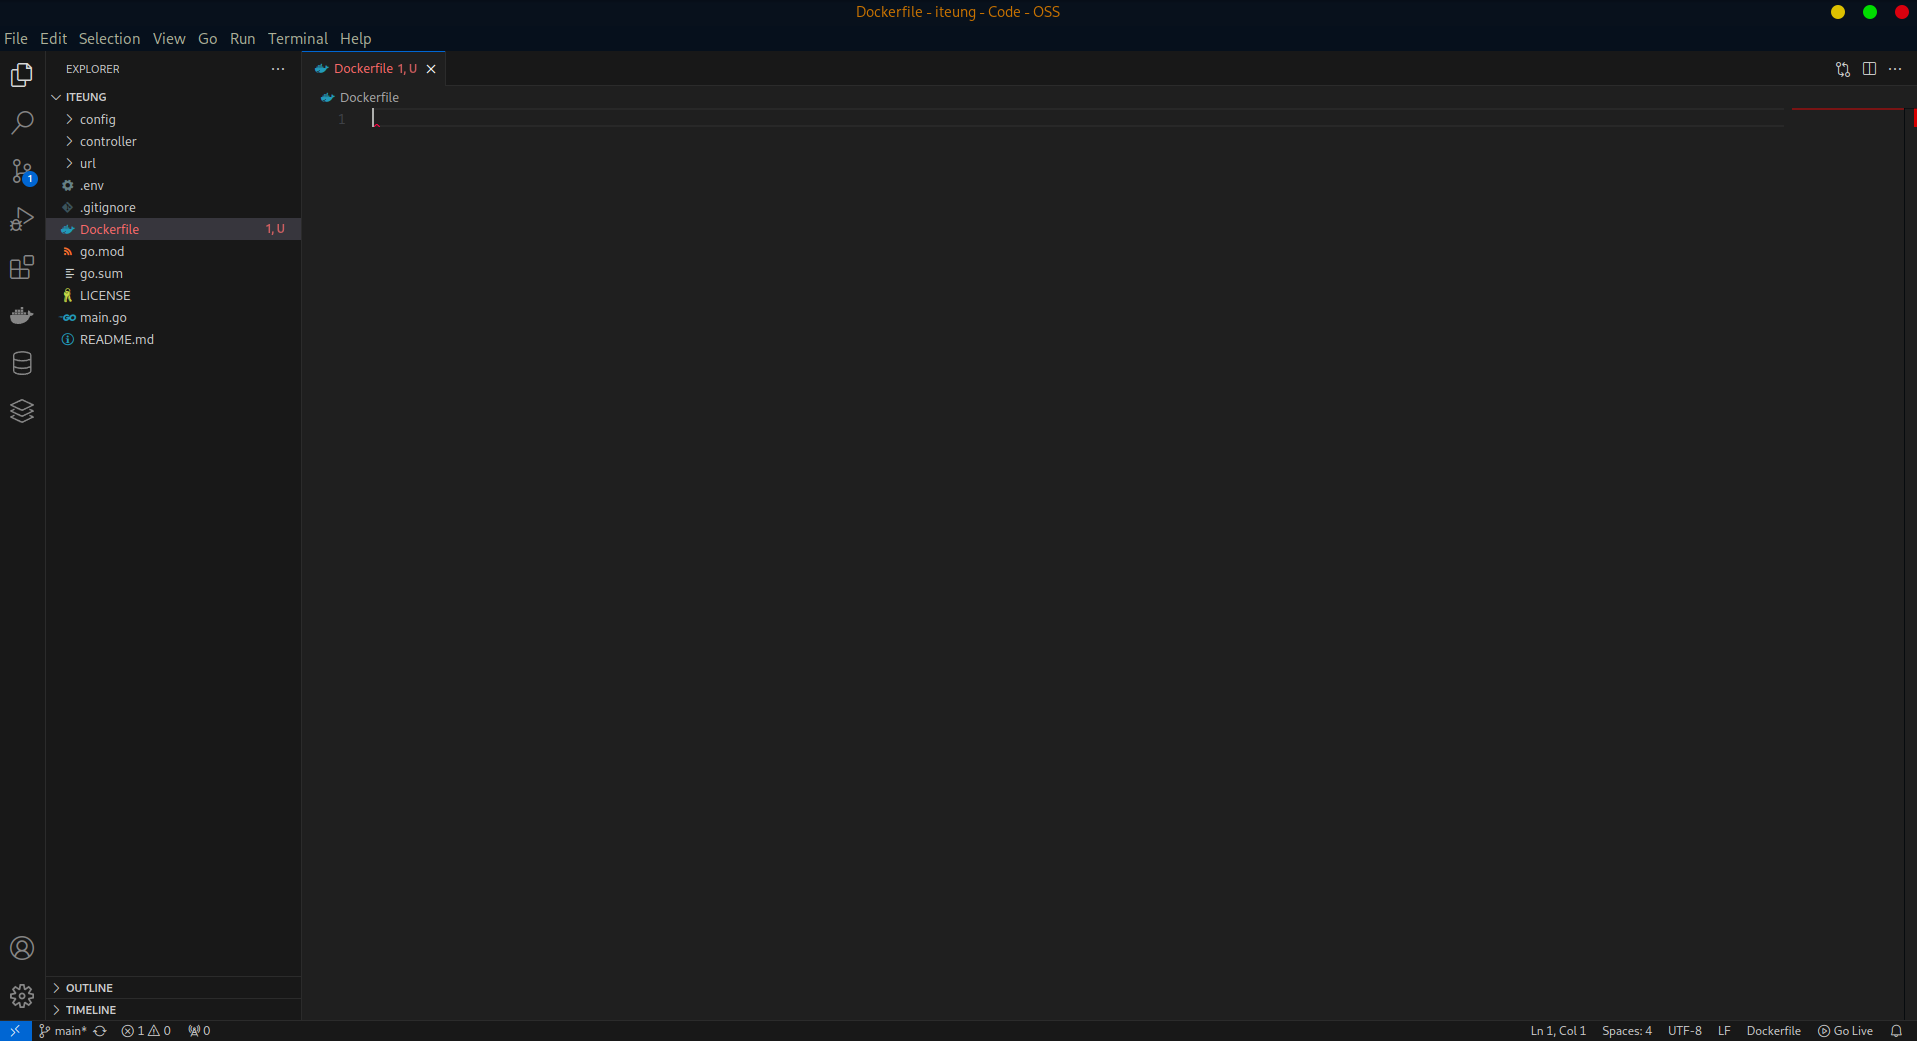 Dockerfile - iteung - Code - OSS
File Edit Selection View Go Run Terminal Help
EXPLORER
Dockerfile 1, U
ITEUNG
Dockerfile
config
1
controller
url
1
.env
.gitignore
Dockerfile 1, U
go.mod
go.sum
LICENSE
GO main.go
README.md
OUTLINE
TIMELINE
main* 1 0 0 Ln 1, Col 1 Spaces: 4 UTF-8 LF Dockerfile Go Live